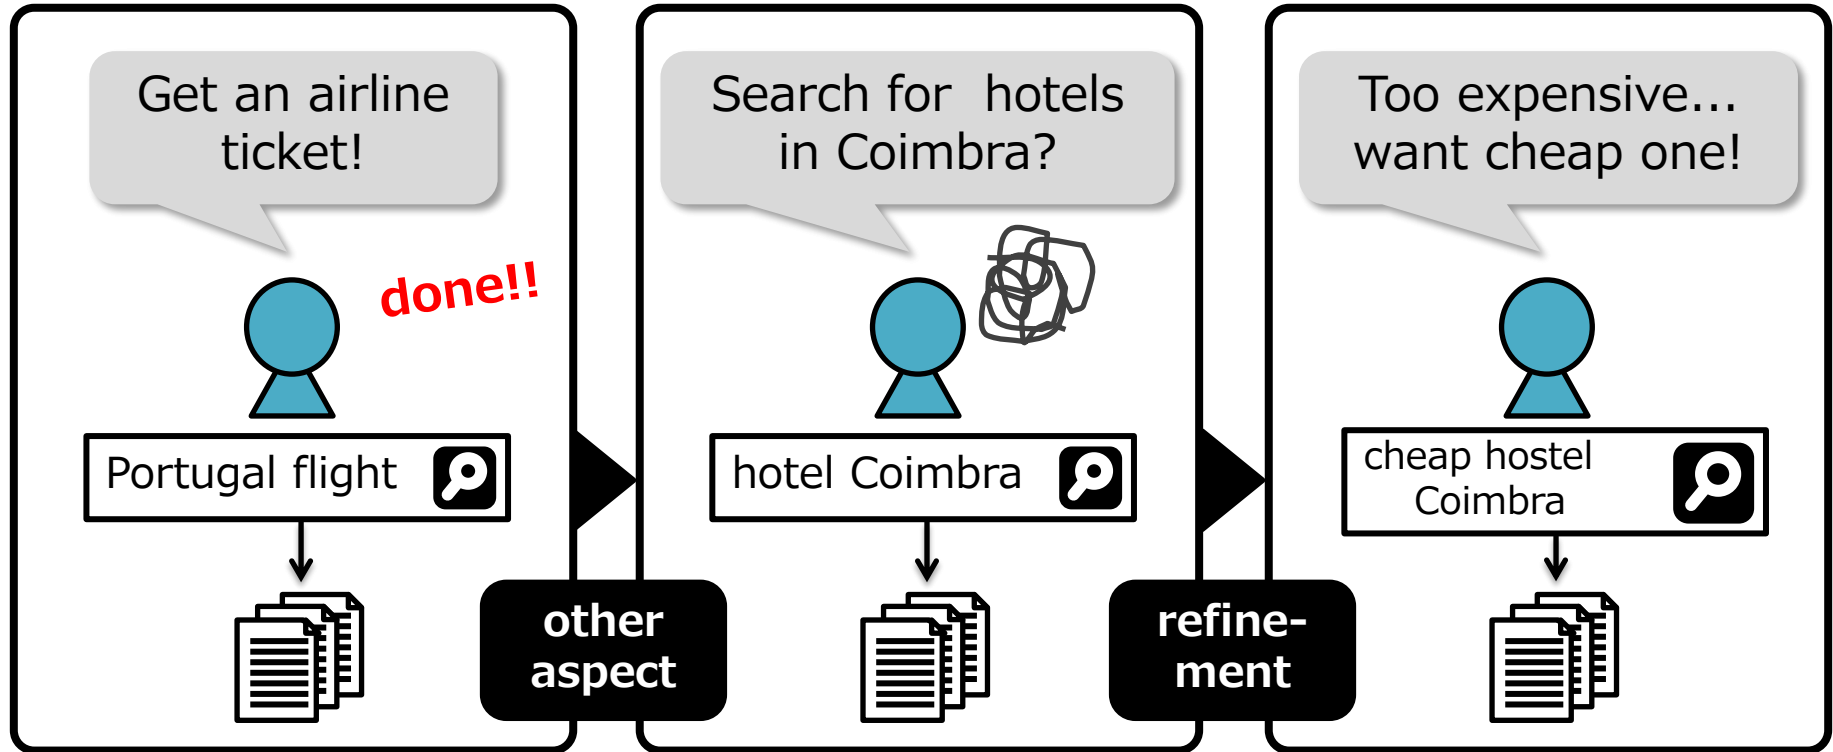 Get an airline
ticket!
done!!
Portugal flight
other
aspect
Search for  hotels
in Coimbra?
hotel Coimbra
refine-
ment
Too expensive...
want cheap one!
cheap hostel
Coimbra